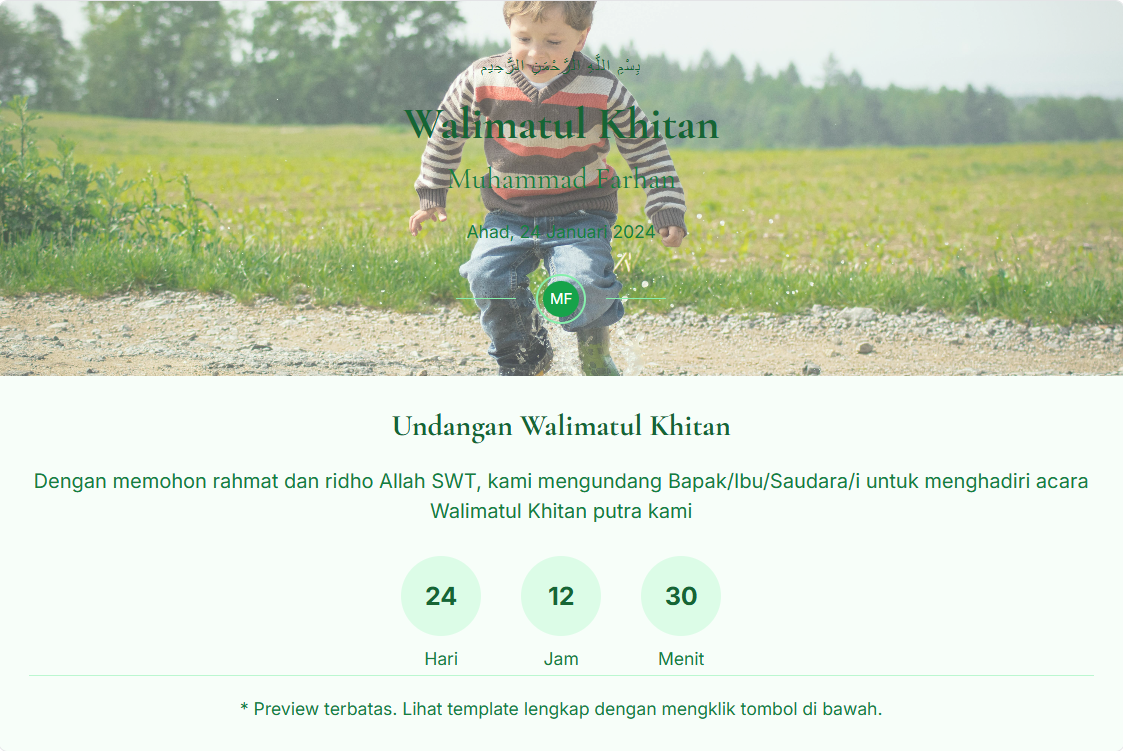 بِسْمِ اللَّهِ الرَّحْمَنِ الرَّحِيْمِ
Walimatul Khitan
Muhammad Farhan
Ahad, 24 Januari 2024
MF
Undangan Walimatul Khitan
Dengan memohon rahmat dan ridho Allah SWT, kami mengundang Bapak/Ibu/Saudara/i untuk menghadiri acara
Walimatul Khitan putra kami
24 12 30
Hari Jam Menit
* Preview terbatas. Lihat template lengkap dengan mengklik tombol di bawah.